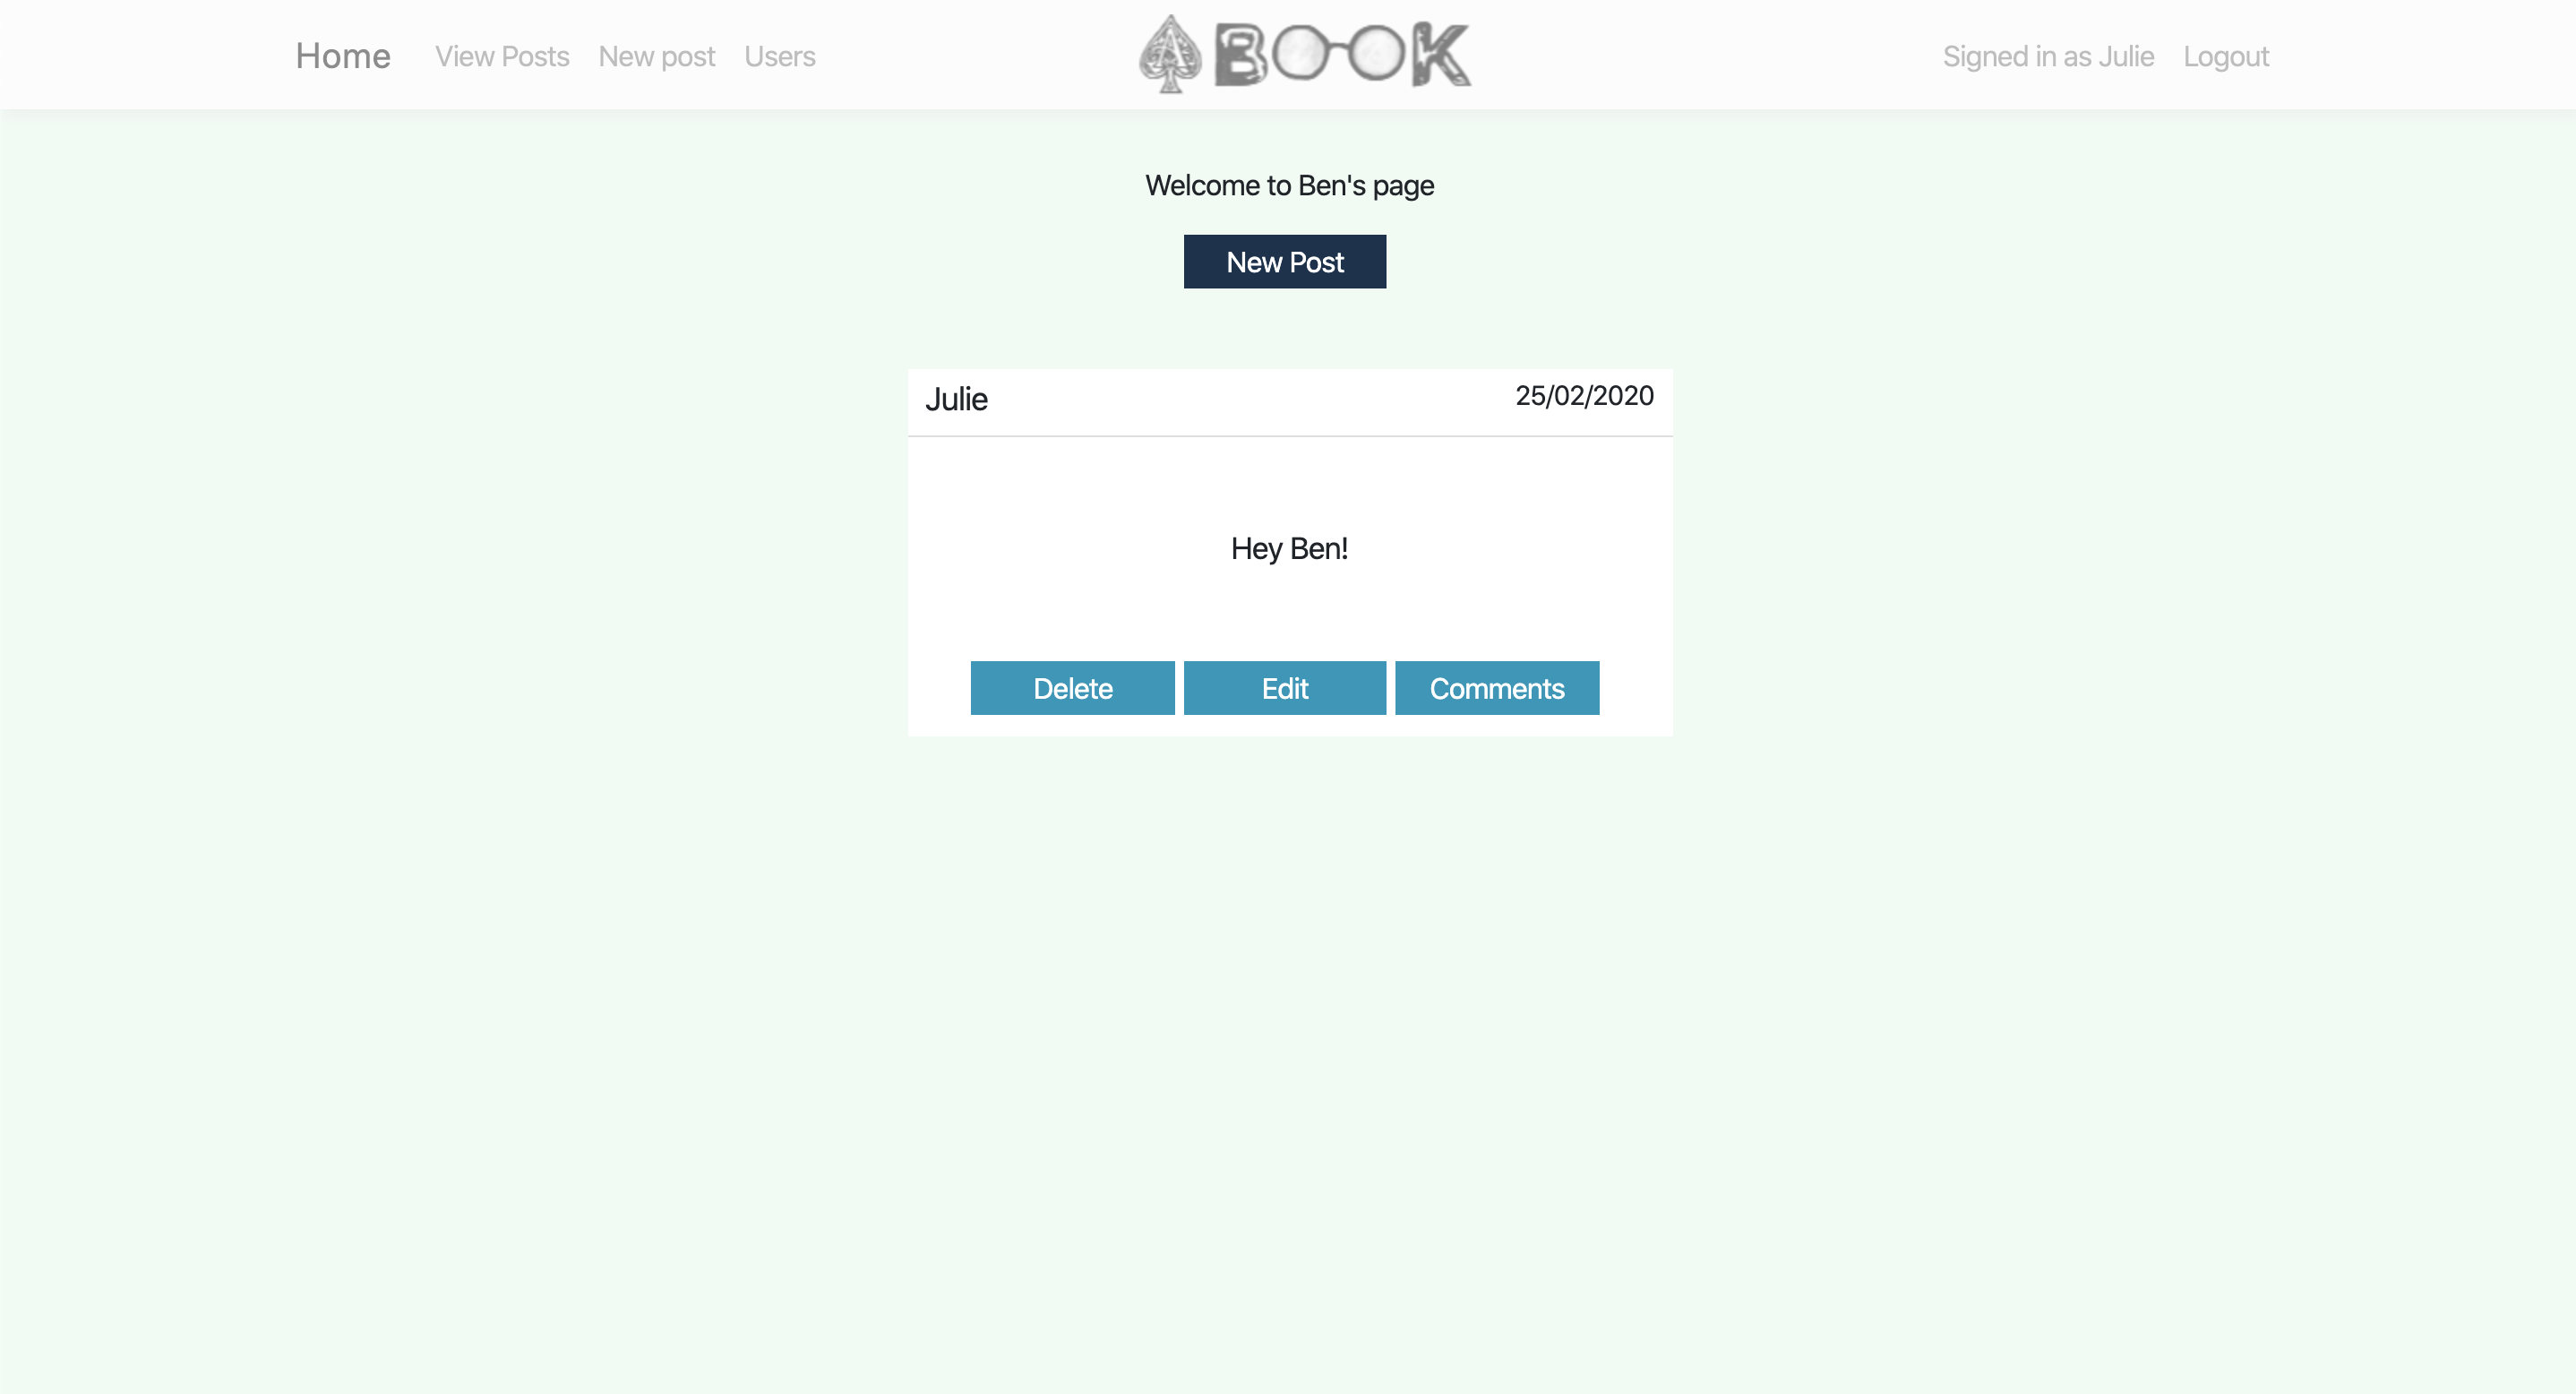 Home View Posts New post Users A BOOK Signed in as Julie Logout
Welcome to Ben's page
New Post
Julie 25/02/2020
Hey Ben!
Delete Edit Comments